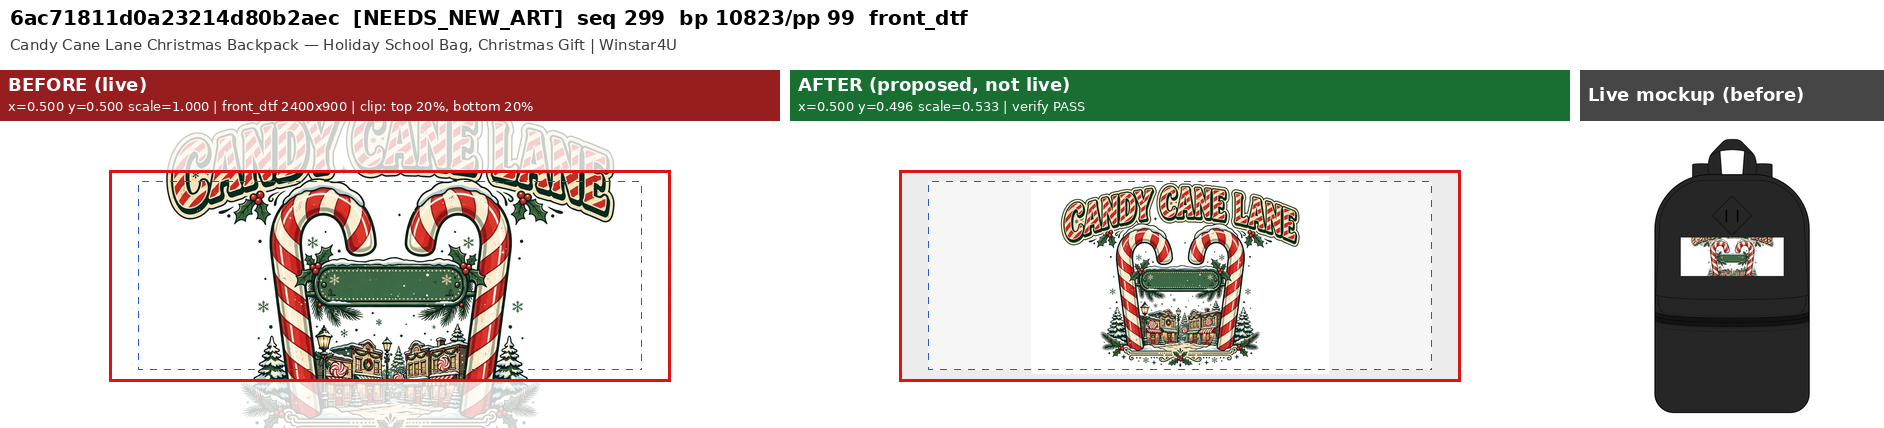 6ac71811d0a23214d80b2aec [NEEDS_NEW_ART] seq 299 bp 10823/pp 99 front_dtf
Candy Cane Lane Christmas Backpack — Holiday School Bag, Christmas Gift | Winstar4U
BEFORE (live)
x=0.500 y=0.500 scale=1.000 | front_dtf 2400x900 | clip: top 20%, bottom 20%
AFTER (proposed, not live)
x=0.500 y=0.496 scale=0.533 | verify PASS
Live mockup (before)
CANDY CANE LANE
CANDY CANE LANE